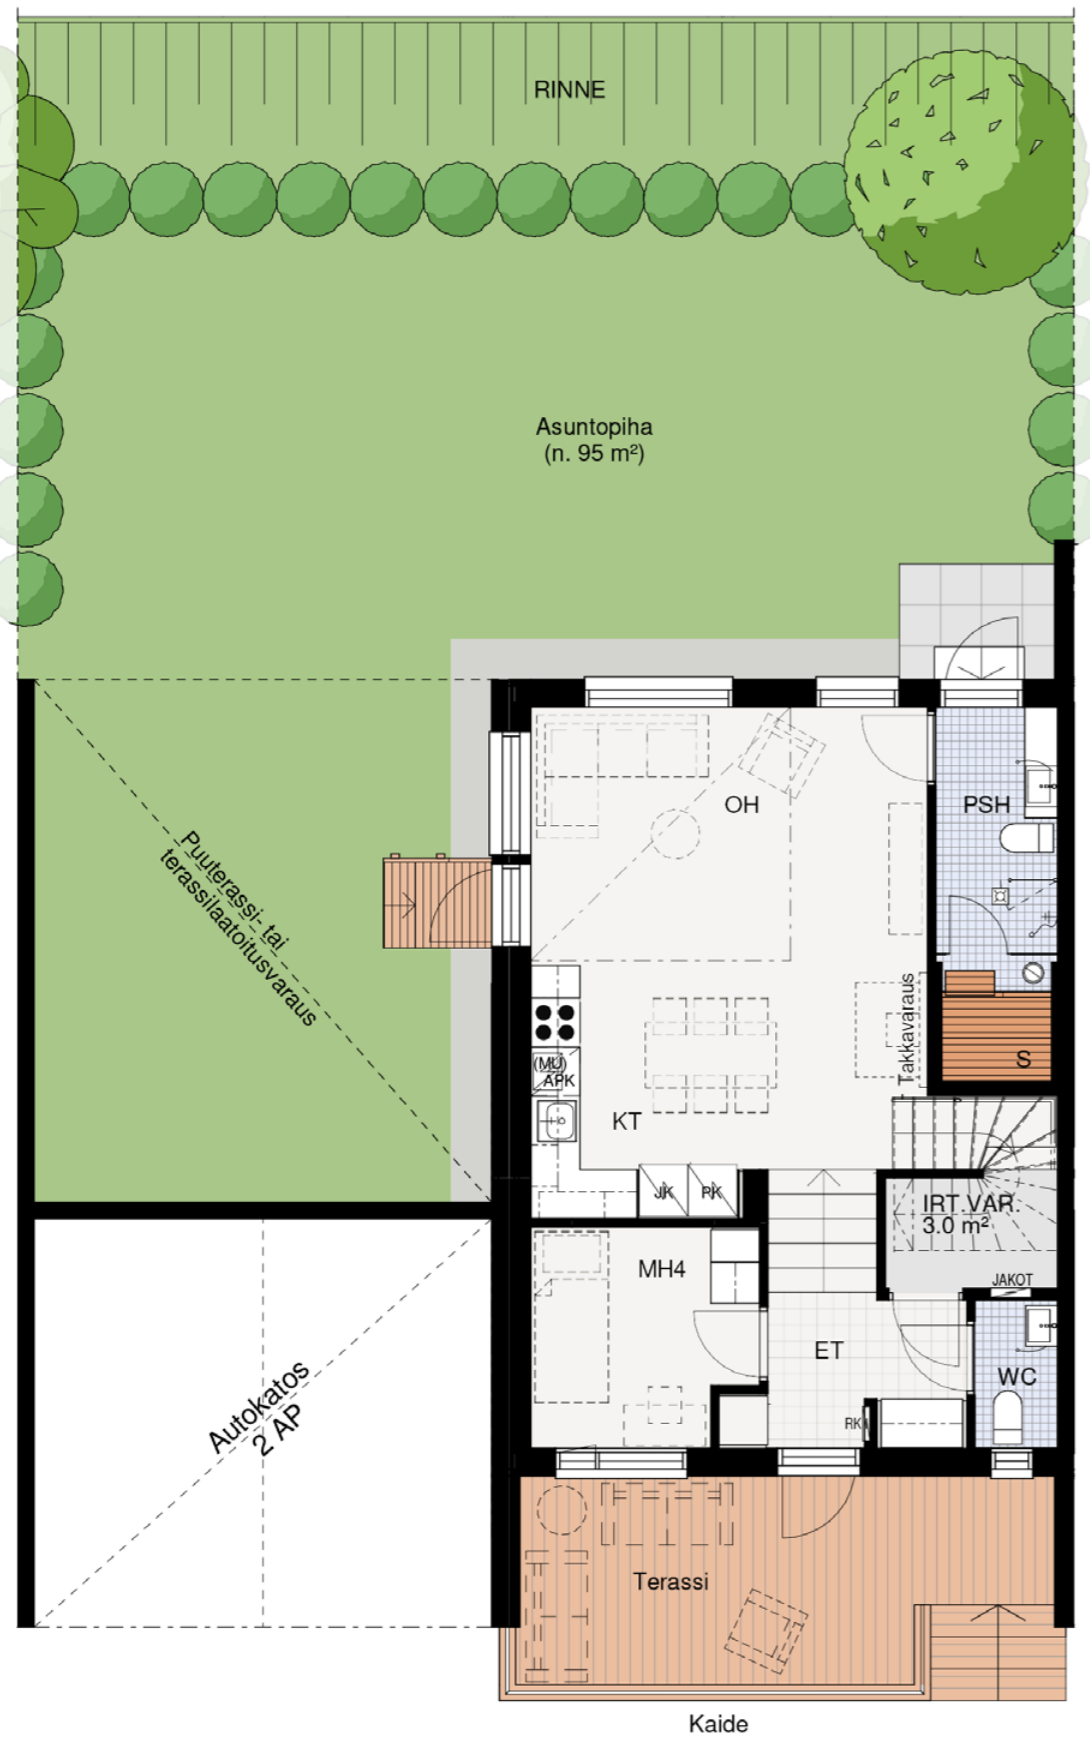 RINNE
Asuntopiha
(n. 95 m²)
OH
PSH
Puuterassi- tai
terassilaatoitusvaraus
Takkavaraus
(MU)
APK
S
KT
JK
PK
IRT.VAR.
3.0 m²
MH4
JAKOT
ET
WC
Autokatos
2 AP
RK
Terassi
Kaide